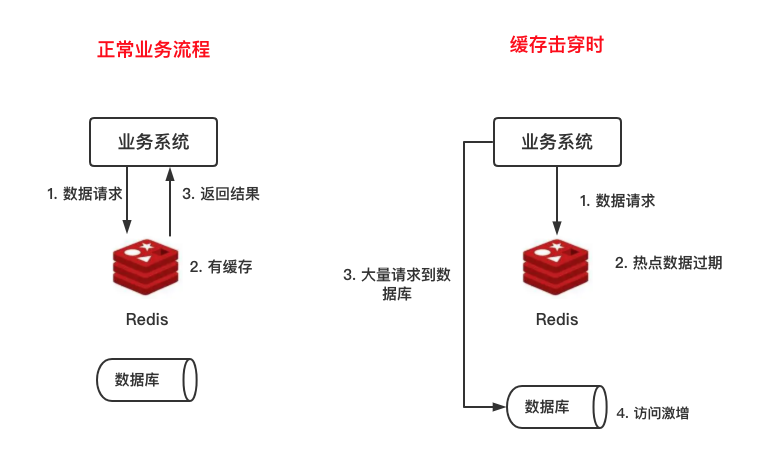 正常业务流程
业务系统
1. 数据请求
3. 返回结果
2. 有缓存
Redis
数据库
缓存击穿时
业务系统
1. 数据请求
2. 热点数据过期
3. 大量请求到数
据库
Redis
数据库
4. 访问激增